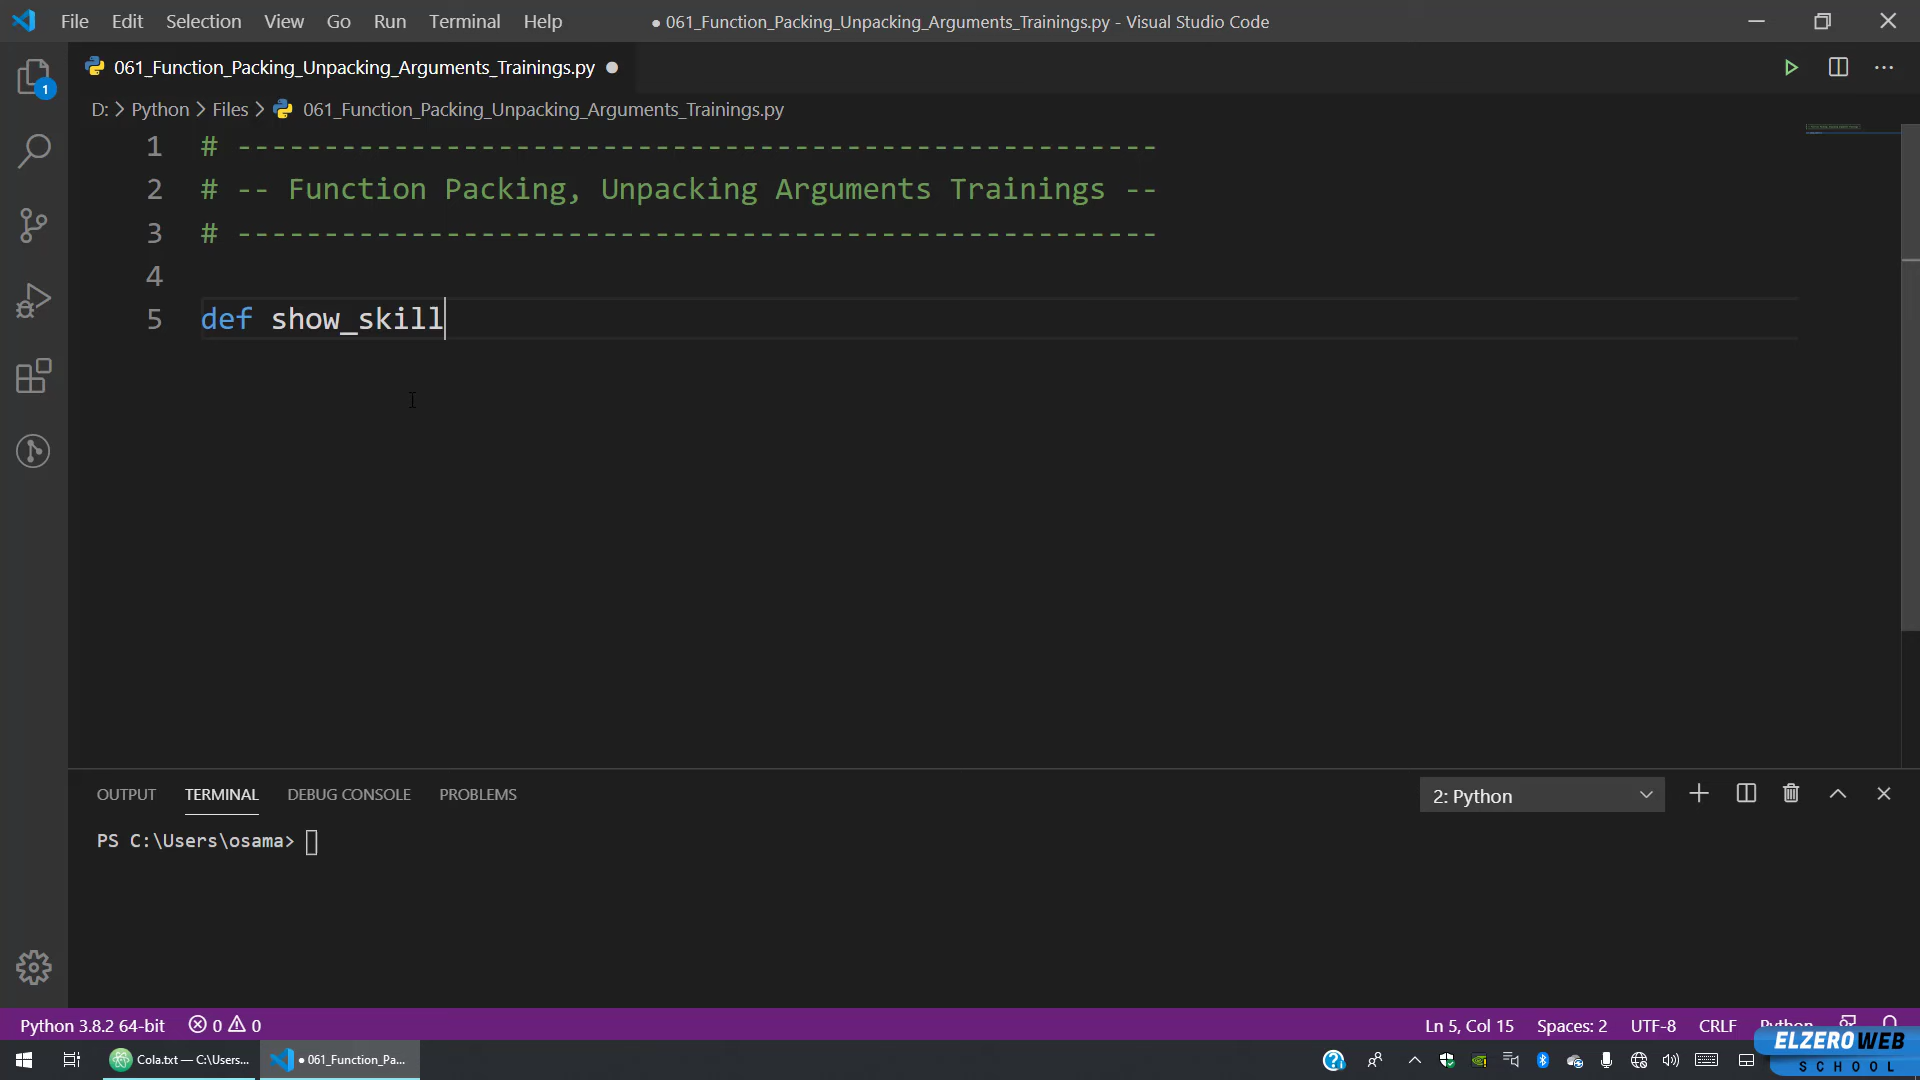 File Edit Selection View Go Run Terminal Help ● 061_Function_Packing_Unpacking_Arguments_Trainings.py - Visual Studio Code
061_Function_Packing_Unpacking_Arguments_Trainings.py ●
1
D: > Python > Files > 061_Function_Packing_Unpacking_Arguments_Trainings.py
1 # -----------------------------------------------------
2 # -- Function Packing, Unpacking Arguments Trainings --
3 # -----------------------------------------------------
4
5 def show_skill
OUTPUT TERMINAL DEBUG CONSOLE PROBLEMS 2: Python
PS C:\Users\osama>
Python 3.8.2 64-bit 0 0 Ln 5, Col 15 Spaces: 2 UTF-8 CRLF Python
Cola.txt — C:\Users... ● 061_Function_Pa...
ELZEROWEB
SCHOOL